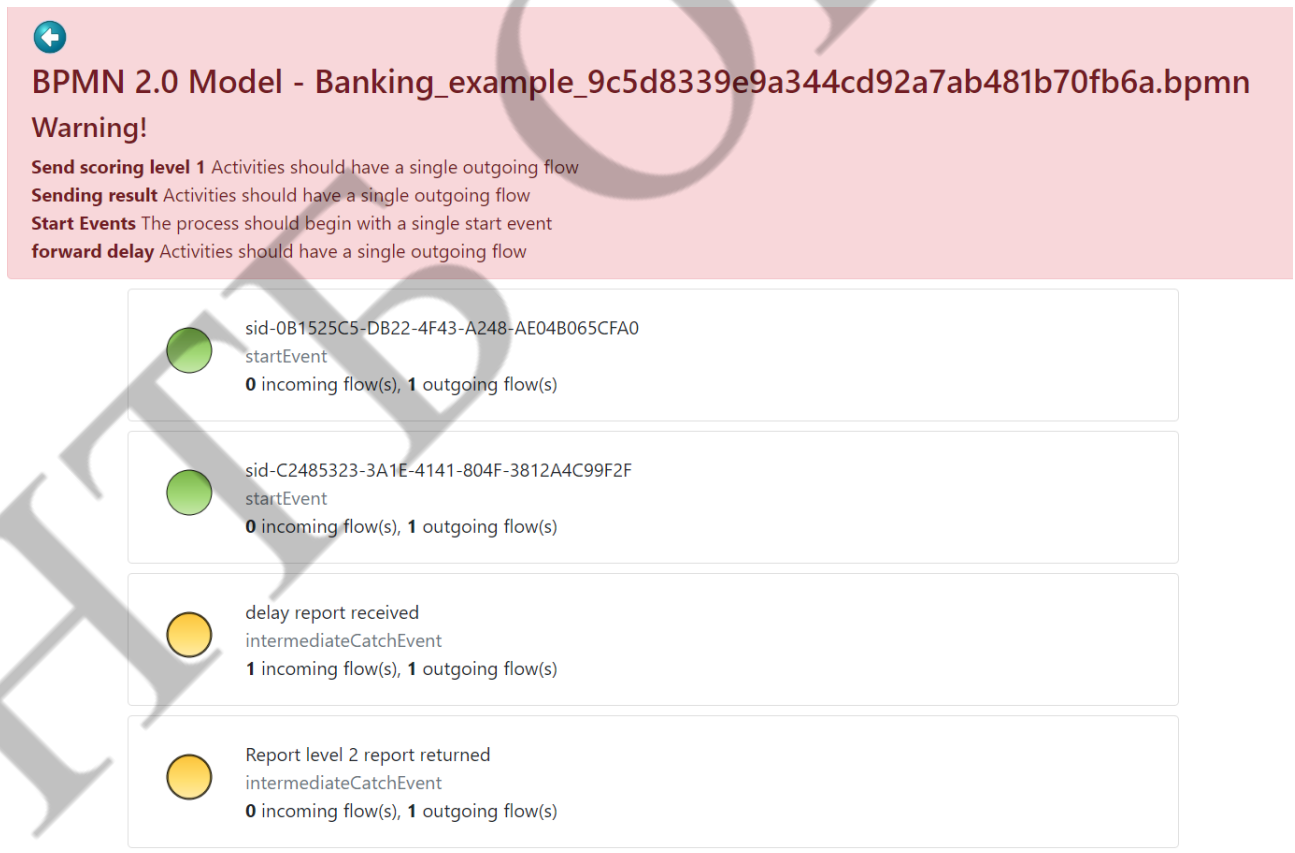 BPMN 2.0 Model - Banking_example_9c5d8339e9a344cd92a7ab481b70fb6a.bpmn
Warning!
Send scoring level 1 Activities should have a single outgoing flow
Sending result Activities should have a single outgoing flow
Start Events The process should begin with a single start event
forward delay Activities should have a single outgoing flow
sid-0B1525C5-DB22-4F43-A248-AE04B065CFA0
startEvent
0 incoming flow(s), 1 outgoing flow(s)
sid-C2485323-3A1E-4141-804F-3812A4C99F2F
startEvent
0 incoming flow(s), 1 outgoing flow(s)
delay report received
intermediateCatchEvent
1 incoming flow(s), 1 outgoing flow(s)
Report level 2 report returned
intermediateCatchEvent
0 incoming flow(s), 1 outgoing flow(s)